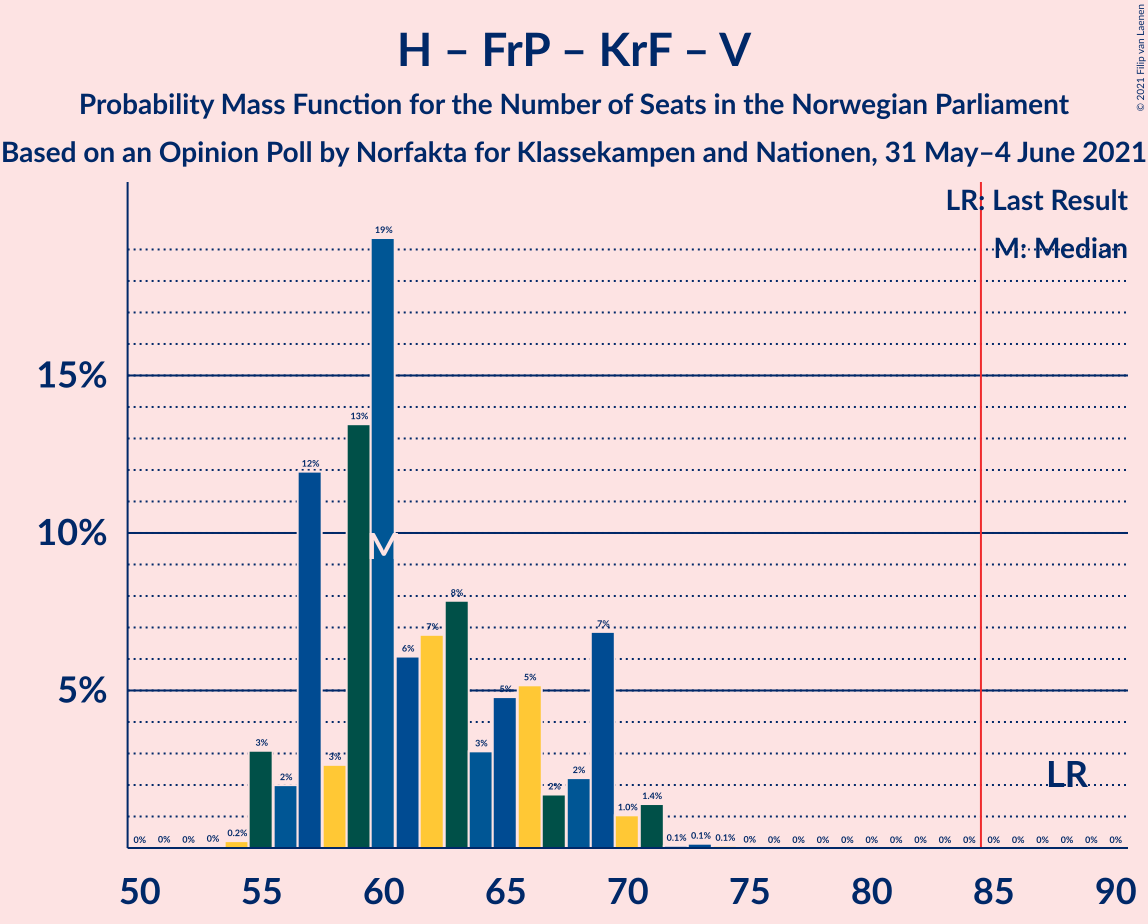 H – FrP – KrF – V
Probability Mass Function for the Number of Seats in the Norwegian Parliament
Based on an Opinion Poll by Norfakta for Klassekampen and Nationen, 31 May–4 June 2021
© 2021 Filip van Laenen
LR: Last Result
M: Median
15%
10%
5%
0% 0% 0% 0% 0.2% 3% 2% 12% 3% 13% 19% 6% 7% 8% 3% 5% 5% 2% 2% 7% 1.0% 1.4% 0.1% 0.1% 0.1% 0% 0% 0% 0% 0% 0% 0% 0% 0% 0% 0% 0% 0% 0% 0% 0%
M
LR
50 55 60 65 70 75 80 85 90